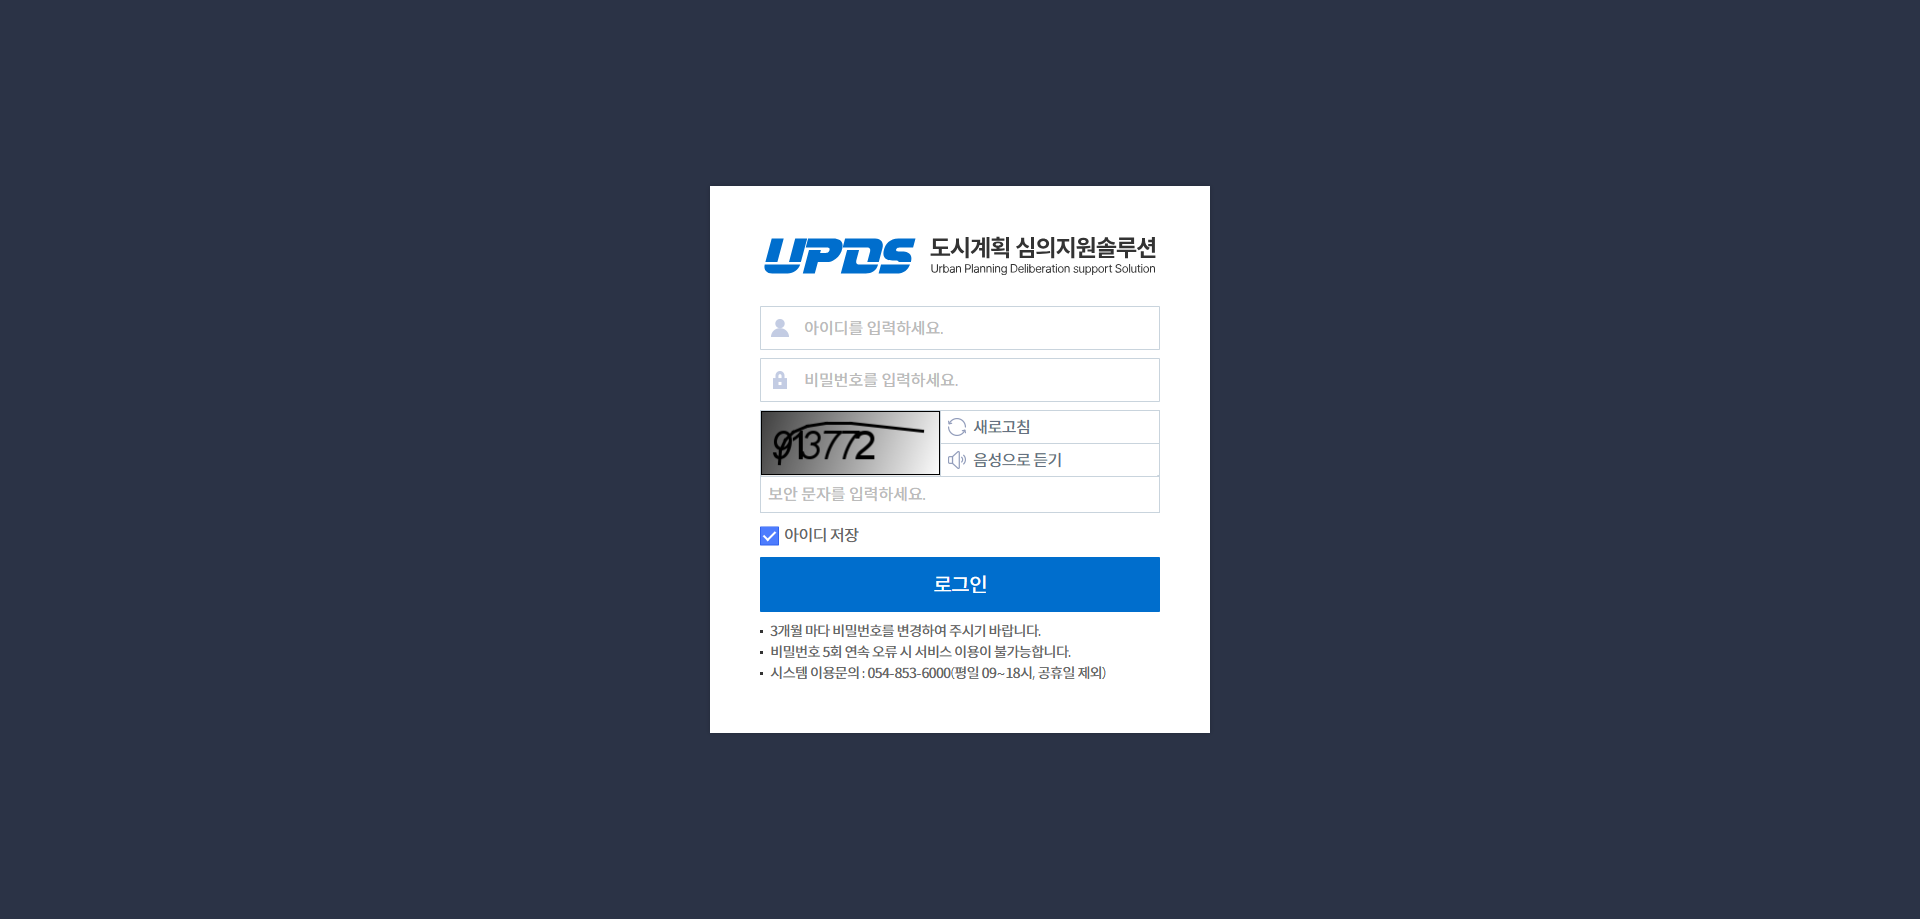 UPDS 도시계획 심의지원솔루션
Urban Planning Deliberation support Solution
아이디를 입력하세요.
비밀번호를 입력하세요.
913772
새로고침
음성으로 듣기
보안 문자를 입력하세요.
아이디 저장
로그인
3개월 마다 비밀번호를 변경하여 주시기 바랍니다.
비밀번호 5회 연속 오류 시 서비스 이용이 불가능합니다.
시스템 이용문의 : 054-853-6000(평일 09~18시, 공휴일 제외)